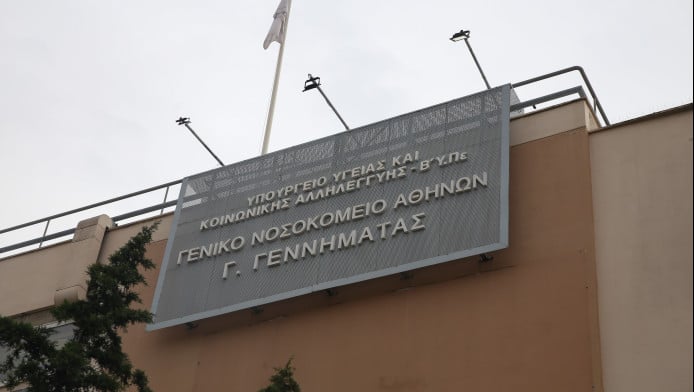 ΥΠΟΥΡΓΕΙΟ ΥΓΕΙΑΣ ΚΑΙ
ΚΟΙΝΩΝΙΚΗΣ ΑΛΛΗΛΕΓΓΥΗΣ - Β'Υ.Πε
ΓΕΝΙΚΟ ΝΟΣΟΚΟΜΕΙΟ ΑΘΗΝΩΝ
Γ. ΓΕΝΝΗΜΑΤΑΣ